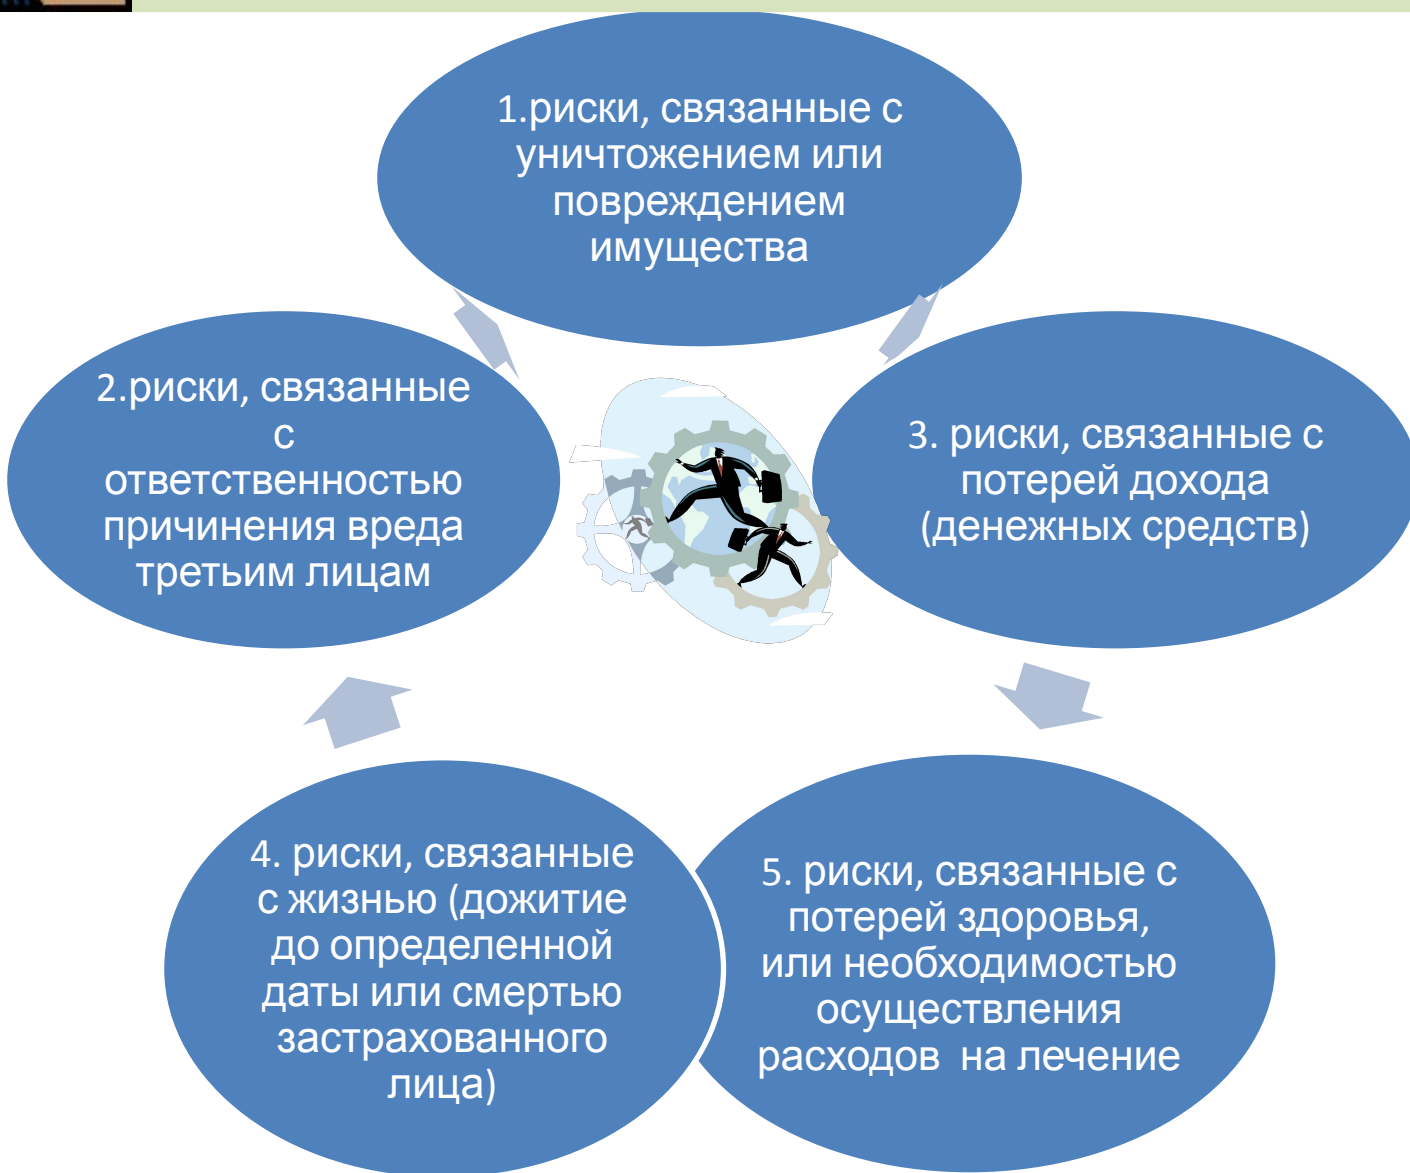 1.риски, связанные с
уничтожением или
повреждением
имущества
2.риски, связанные
с
ответственностью
причинения вреда
третьим лицам
3. риски, связанные с
потерей дохода
(денежных средств)
4. риски, связанные
с жизнью (дожитие
до определенной
даты или смертью
застрахованного
лица)
5. риски, связанные с
потерей здоровья,
или необходимостью
осуществления
расходов  на лечение